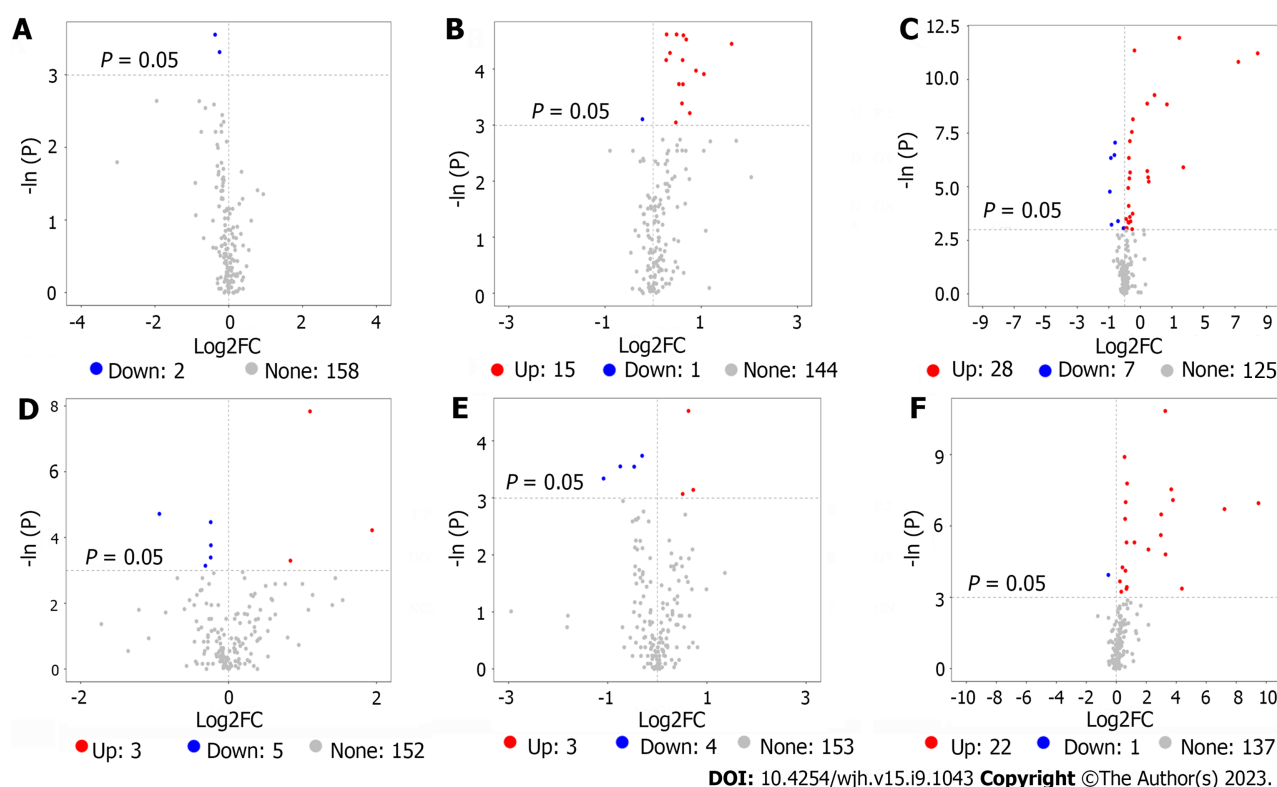 A
P = 0.05
-ln (P)
3
2
1
0
-4 -2 0 2 4
Log2FC
Down: 2 None: 158
B
P = 0.05
-ln (P)
4
3
2
1
0
-3 -1 1 3
Log2FC
Up: 15 Down: 1 None: 144
C
P = 0.05
-ln (P)
12.5
10.0
7.5
5.0
2.5
0.0
-9 -7 -5 -3 -1 0 1 3 5 7 9
Log2FC
Up: 28 Down: 7 None: 125
D
P = 0.05
-ln (P)
8
6
4
2
0
-2 0 2
Log2FC
Up: 3 Down: 5 None: 152
E
P = 0.05
-ln (P)
4
3
2
1
0
-3 -1 1 3
Log2FC
Up: 3 Down: 4 None: 153
F
P = 0.05
-ln (P)
9
6
3
0
-10 -8 -6 -4 -2 0 2 4 6 8 10
Log2FC
Up: 22 Down: 1 None: 137
DOI: 10.4254/wjh.v15.i9.1043 Copyright ©The Author(s) 2023.